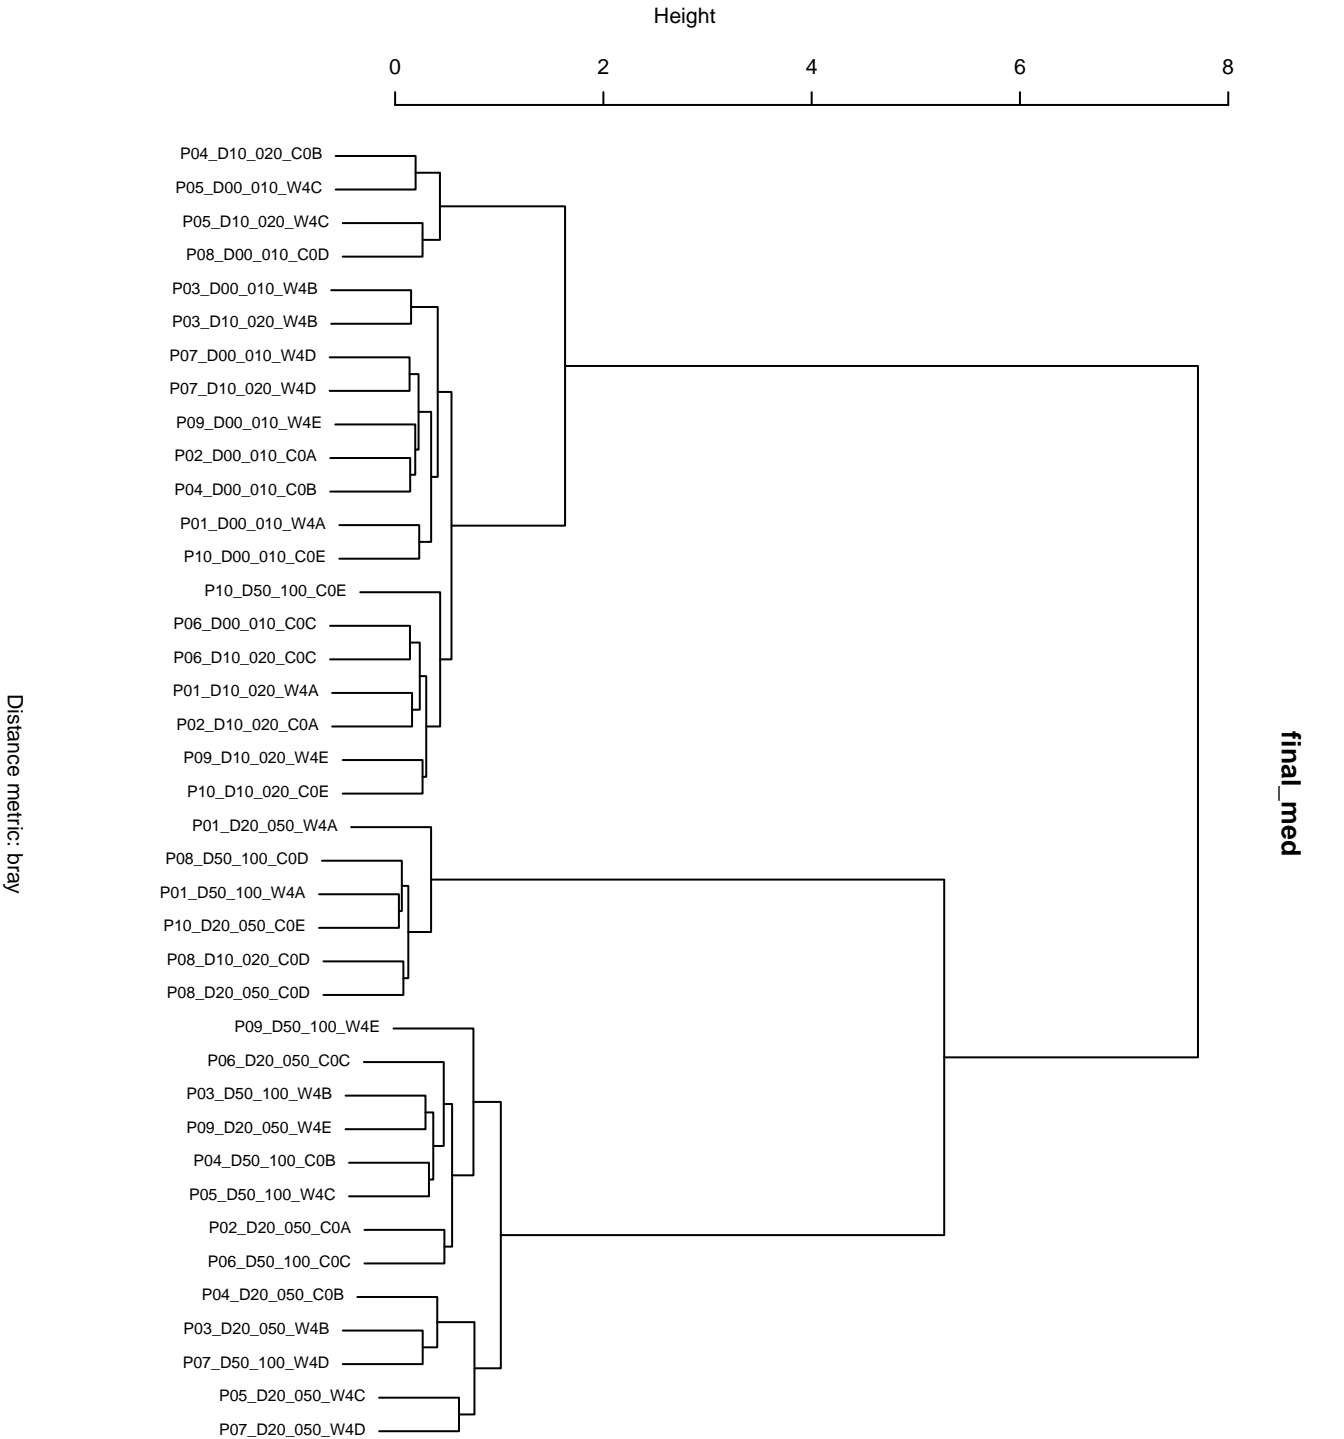 Height
0 2 4 6 8
P04_D10_020_C0B
P05_D00_010_W4C
P05_D10_020_W4C
P08_D00_010_C0D
P03_D00_010_W4B
P03_D10_020_W4B
P07_D00_010_W4D
P07_D10_020_W4D
P09_D00_010_W4E
P02_D00_010_C0A
P04_D00_010_C0B
P01_D00_010_W4A
P10_D00_010_C0E
P10_D50_100_C0E
P06_D00_010_C0C
P06_D10_020_C0C
P01_D10_020_W4A
P02_D10_020_C0A
P09_D10_020_W4E
P10_D10_020_C0E
P01_D20_050_W4A
P08_D50_100_C0D
P01_D50_100_W4A
P10_D20_050_C0E
P08_D10_020_C0D
P08_D20_050_C0D
P09_D50_100_W4E
P06_D20_050_C0C
P03_D50_100_W4B
P09_D20_050_W4E
P04_D50_100_C0B
P05_D50_100_W4C
P02_D20_050_C0A
P06_D50_100_C0C
P04_D20_050_C0B
P03_D20_050_W4B
P07_D50_100_W4D
P05_D20_050_W4C
P07_D20_050_W4D
Distance metric: bray
final_med